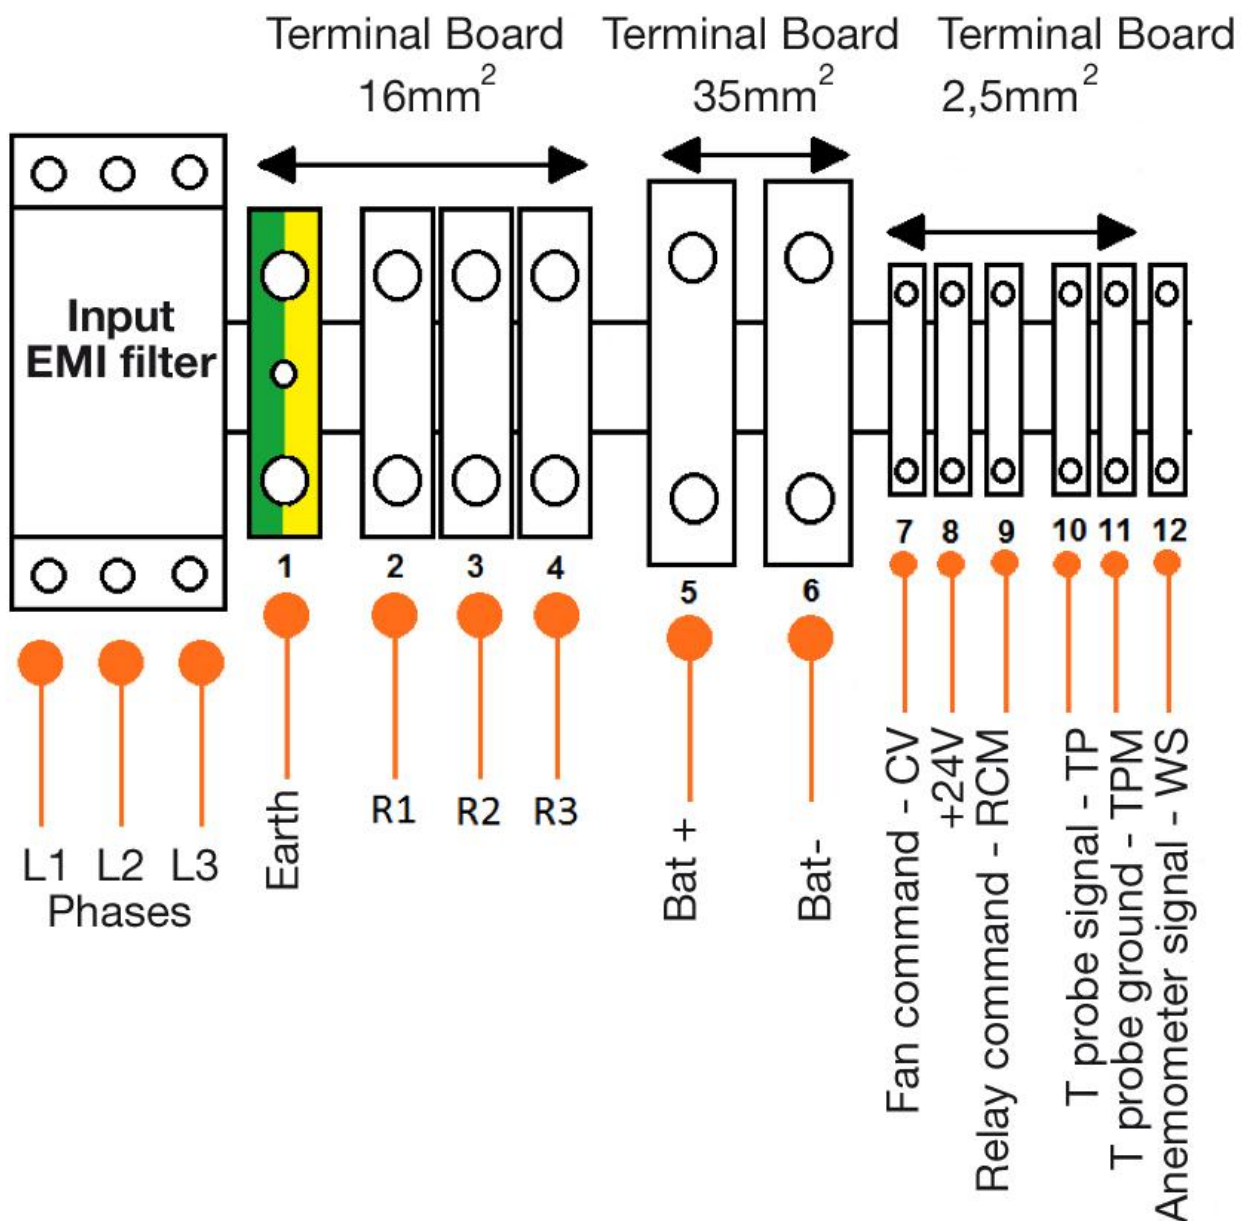 Terminal Board
16mm²
Terminal Board
35mm²
Terminal Board
2,5mm²
Input
EMI filter
1
2
3
4
5
6
7
8
9
10
11
12
L1
L2
L3
Phases
Earth
R1
R2
R3
Bat +
Bat-
Fan command - CV
+24V
Relay command - RCM
T probe signal - TP
T probe ground - TPM
Anemometer signal - WS